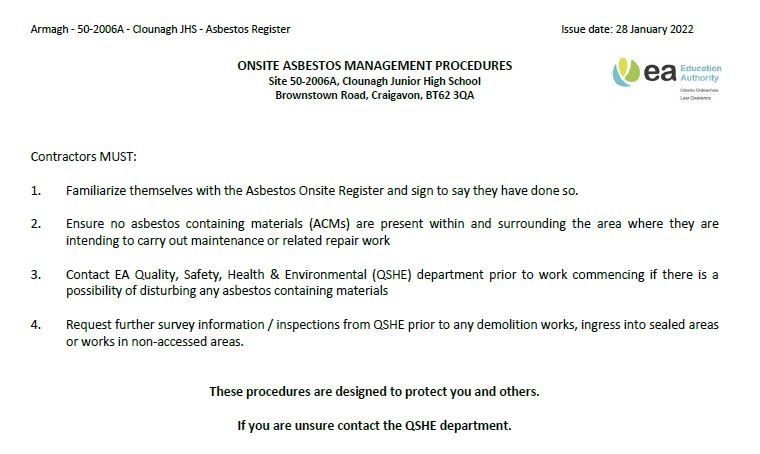 Armagh - 50-2006A - Clounagh JHS - Asbestos Register
Issue date: 28 January 2022
ONSITE ASBESTOS MANAGEMENT PROCEDURES
Site 50-2006A, Clounagh Junior High School
Brownstown Road, Craigavon, BT62 3QA
ea Education
Authority
Contractors MUST:
1. Familiarize themselves with the Asbestos Onsite Register and sign to say they have done so.
2. Ensure no asbestos containing materials (ACMs) are present within and surrounding the area where they are
intending to carry out maintenance or related repair work
3. Contact EA Quality, Safety, Health & Environmental (QSHE) department prior to work commencing if there is a
possibility of disturbing any asbestos containing materials
4. Request further survey information / inspections from QSHE prior to any demolition works, ingress into sealed areas
or works in non-accessed areas.
These procedures are designed to protect you and others.
If you are unsure contact the QSHE department.